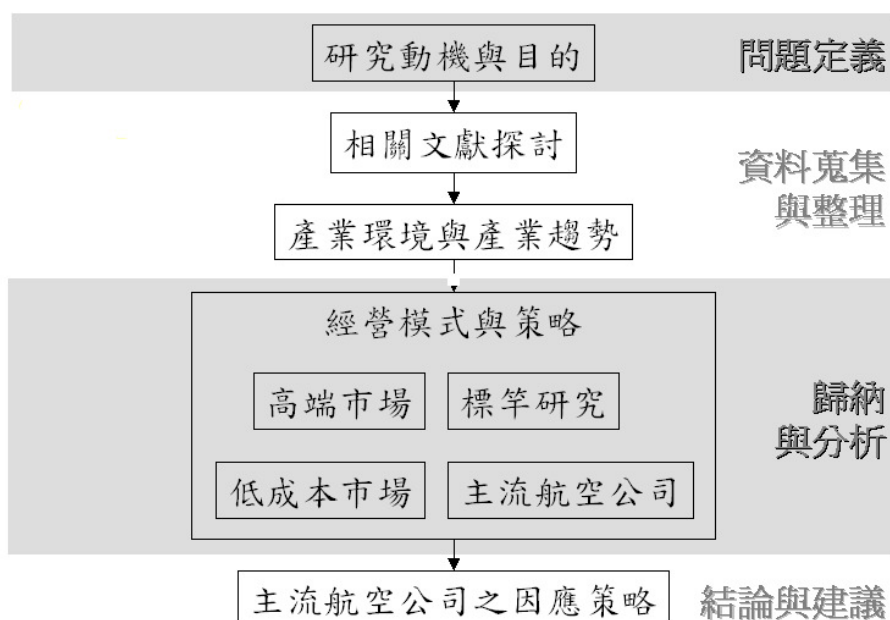 研究動機與目的
問題定義
相關文獻探討
資料蒐集
與整理
產業環境與產業趨勢
經營模式與策略
高端市場
標竿研究
歸納
與分析
低成本市場
主流航空公司
主流航空公司之因應策略
結論與建議